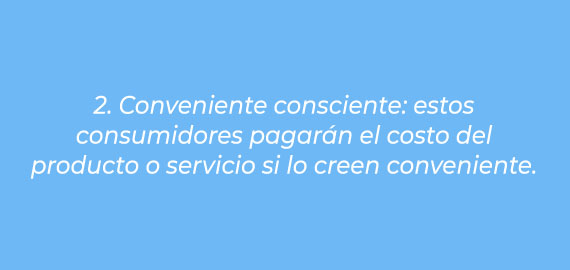 2. Conveniente consciente: estos
consumidores pagarán el costo del
producto o servicio si lo creen conveniente.